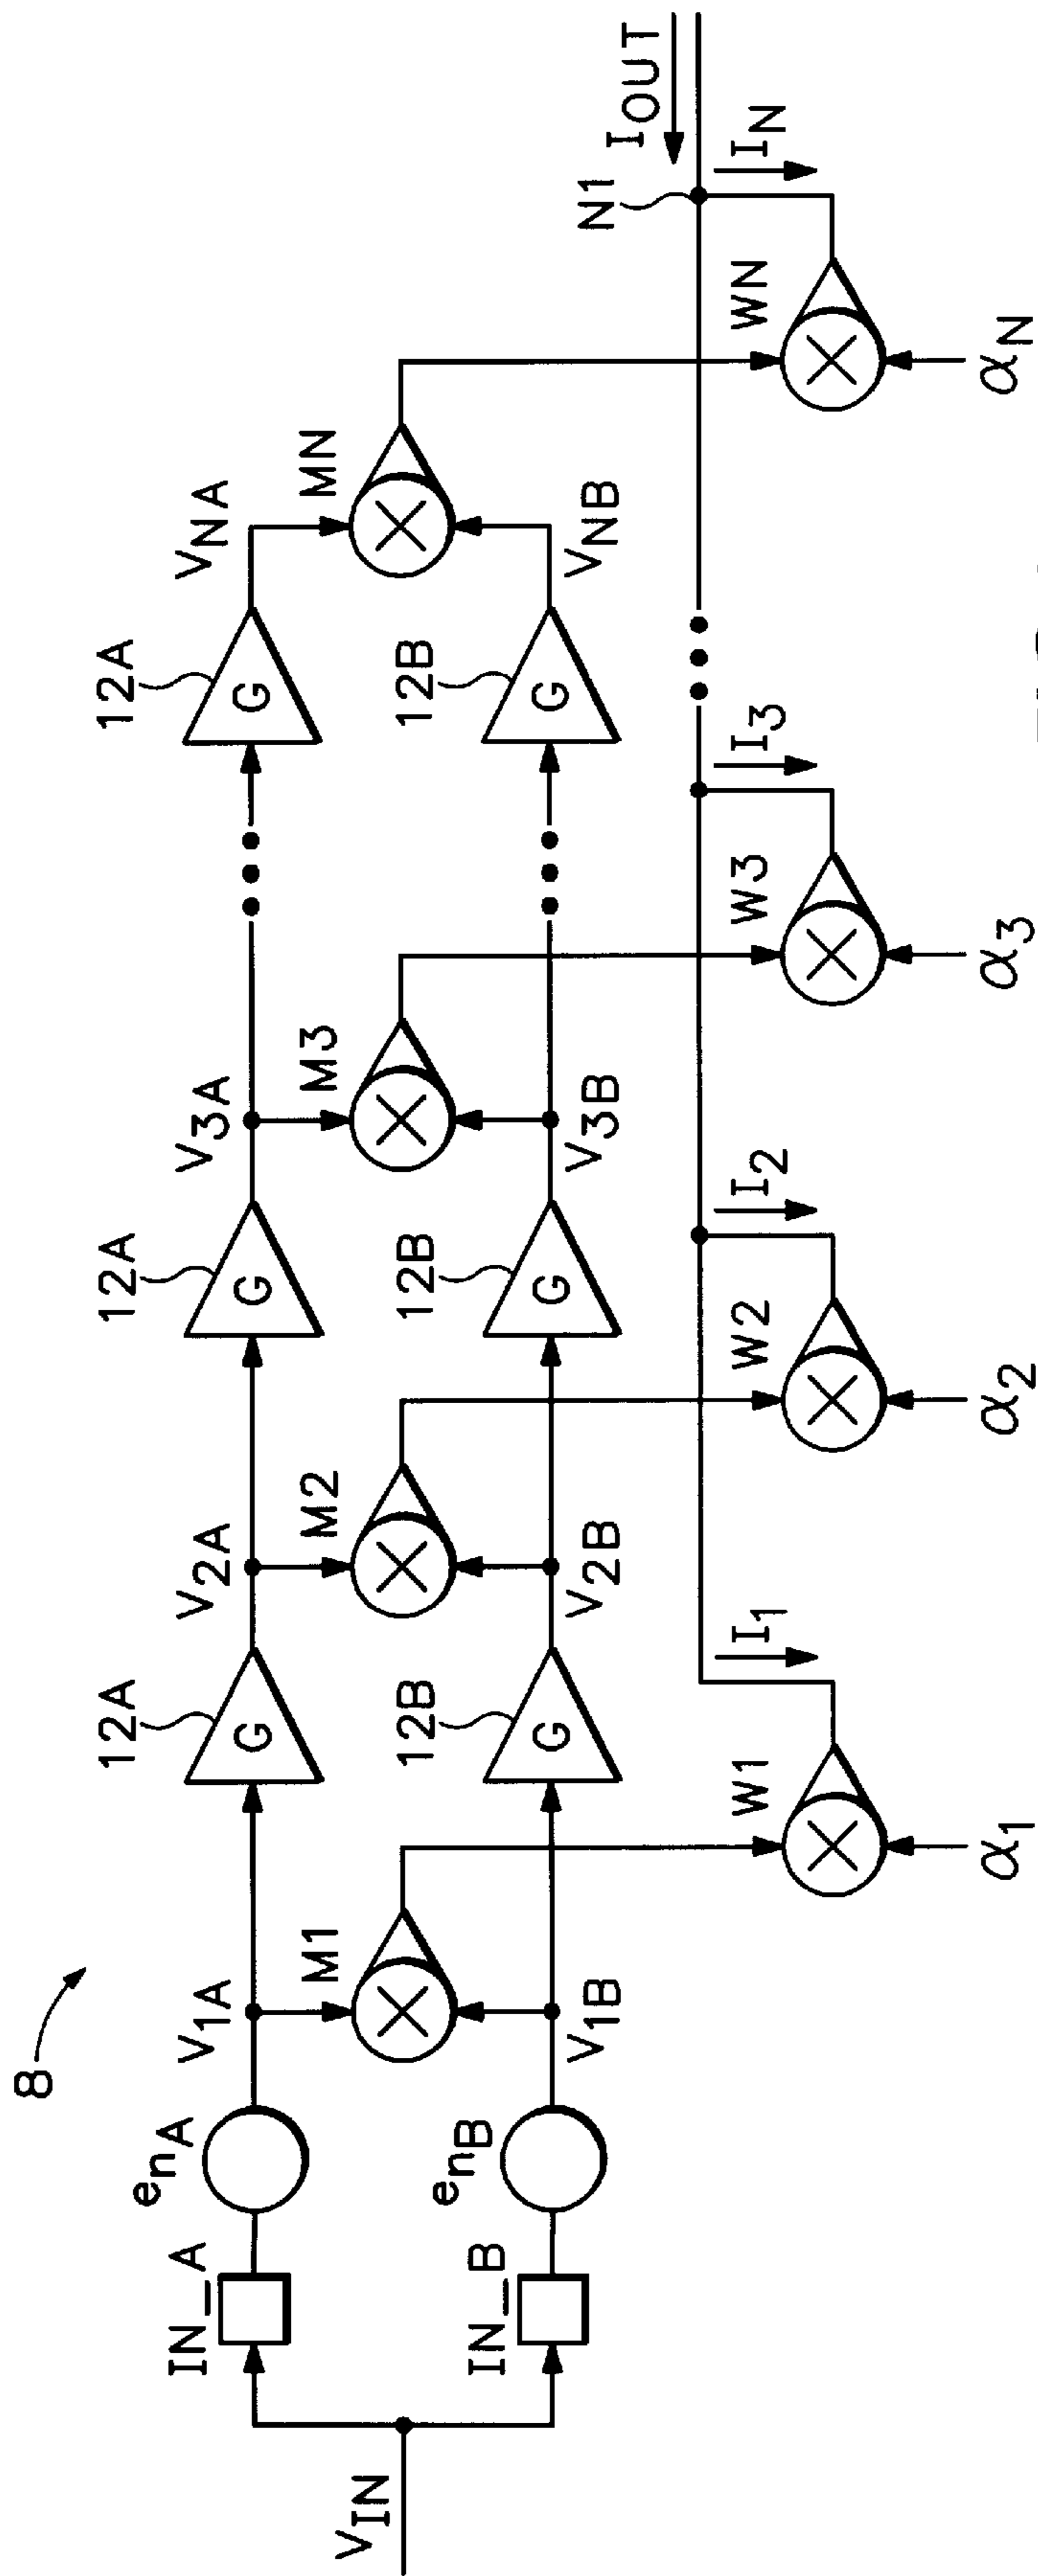 8
V_IN
IN_A
e_nA
V_1A
12A
G
V_2A
12A
G
V_3A
12A
G
V_NA
M1
M2
M3
MN
IN_B
e_nB
V_1B
12B
G
V_2B
12B
G
V_3B
12B
G
V_NB
N1
I_OUT
I_1
I_2
I_3
I_N
W1
W2
W3
WN
α_1
α_2
α_3
α_N